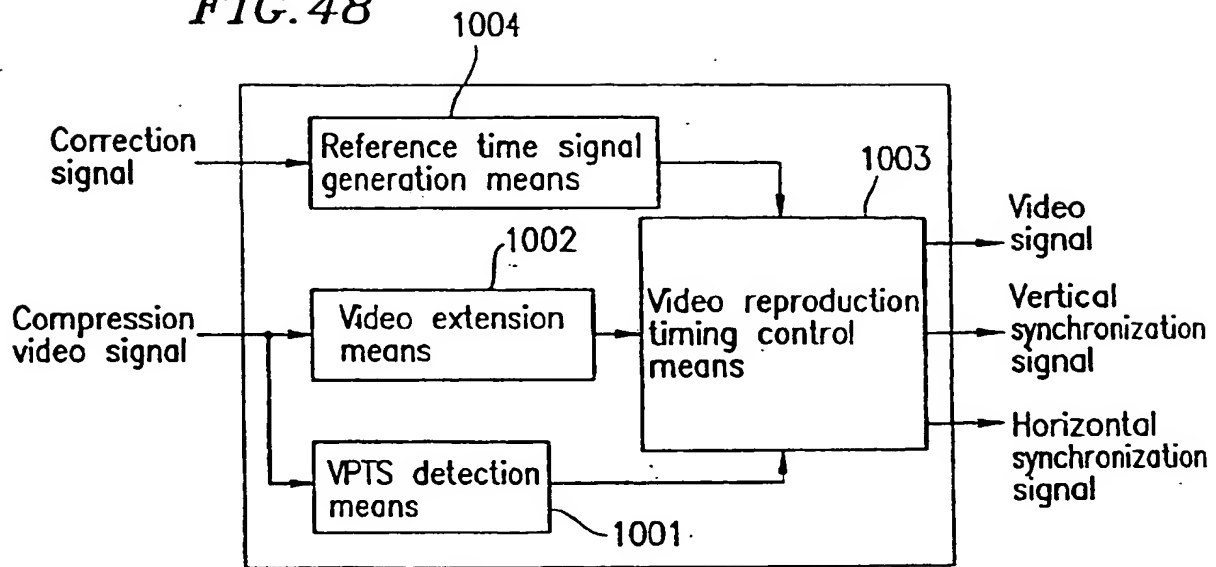 FIG. 48
1004
Correction
signal
Reference time signal
generation means
1003
Video
signal
1002
Compression
video signal
Video extension
means
Video reproduction
timing control
means
Vertical
synchronization
signal
VPTS detection
means
1001
Horizontal
synchronization
signal